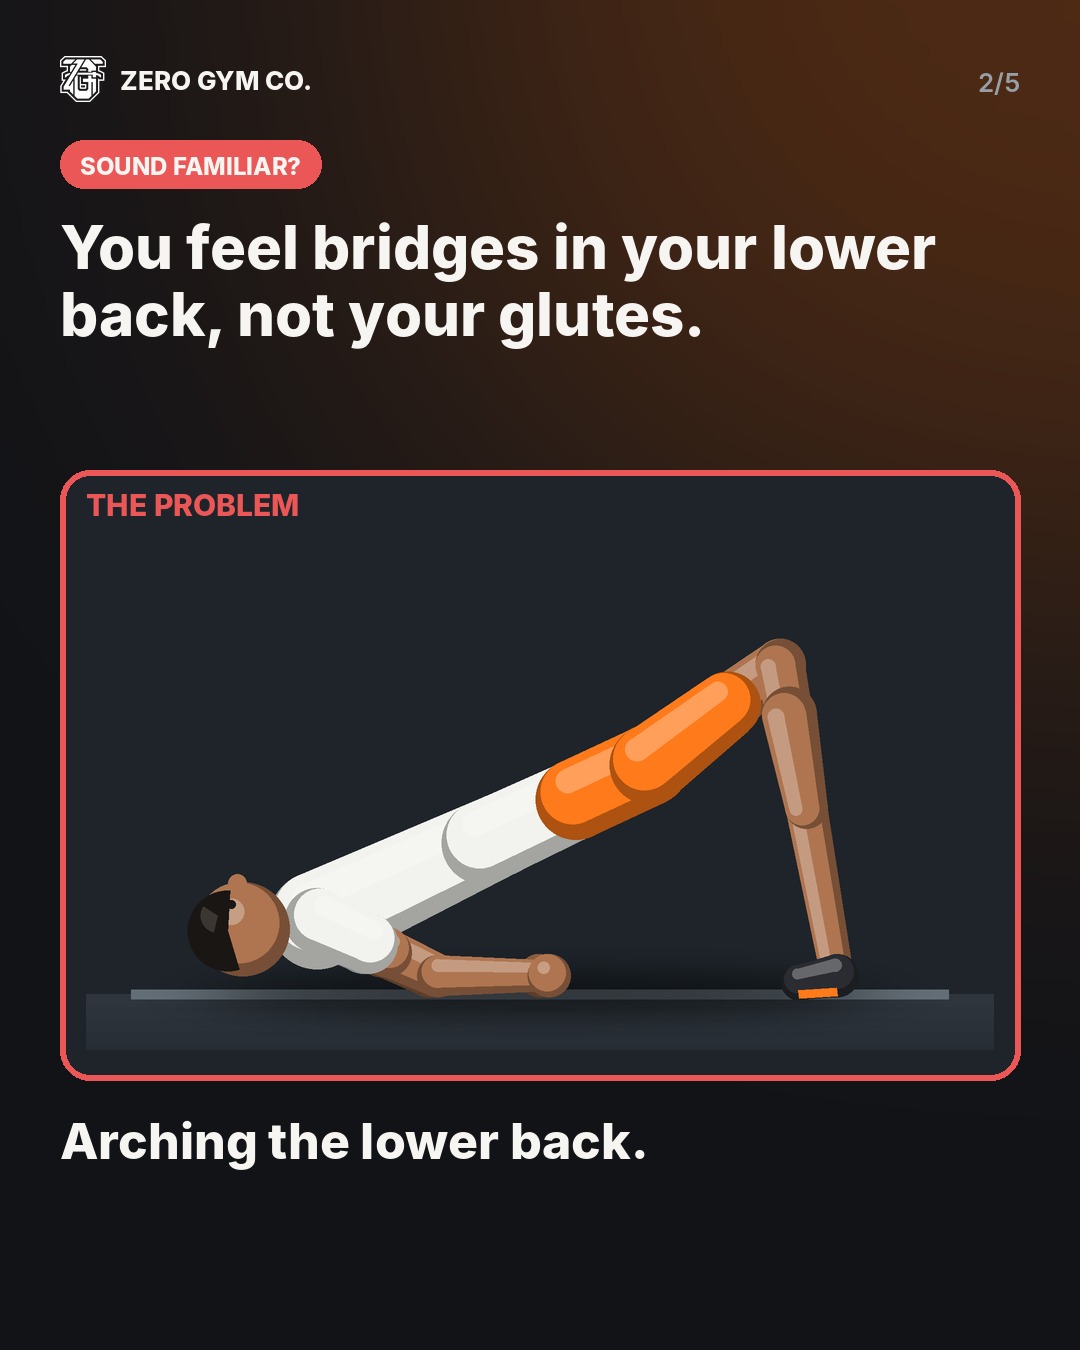 ZERO GYM CO.
2/5
SOUND FAMILIAR?
You feel bridges in your lower
back, not your glutes.
THE PROBLEM
Arching the lower back.